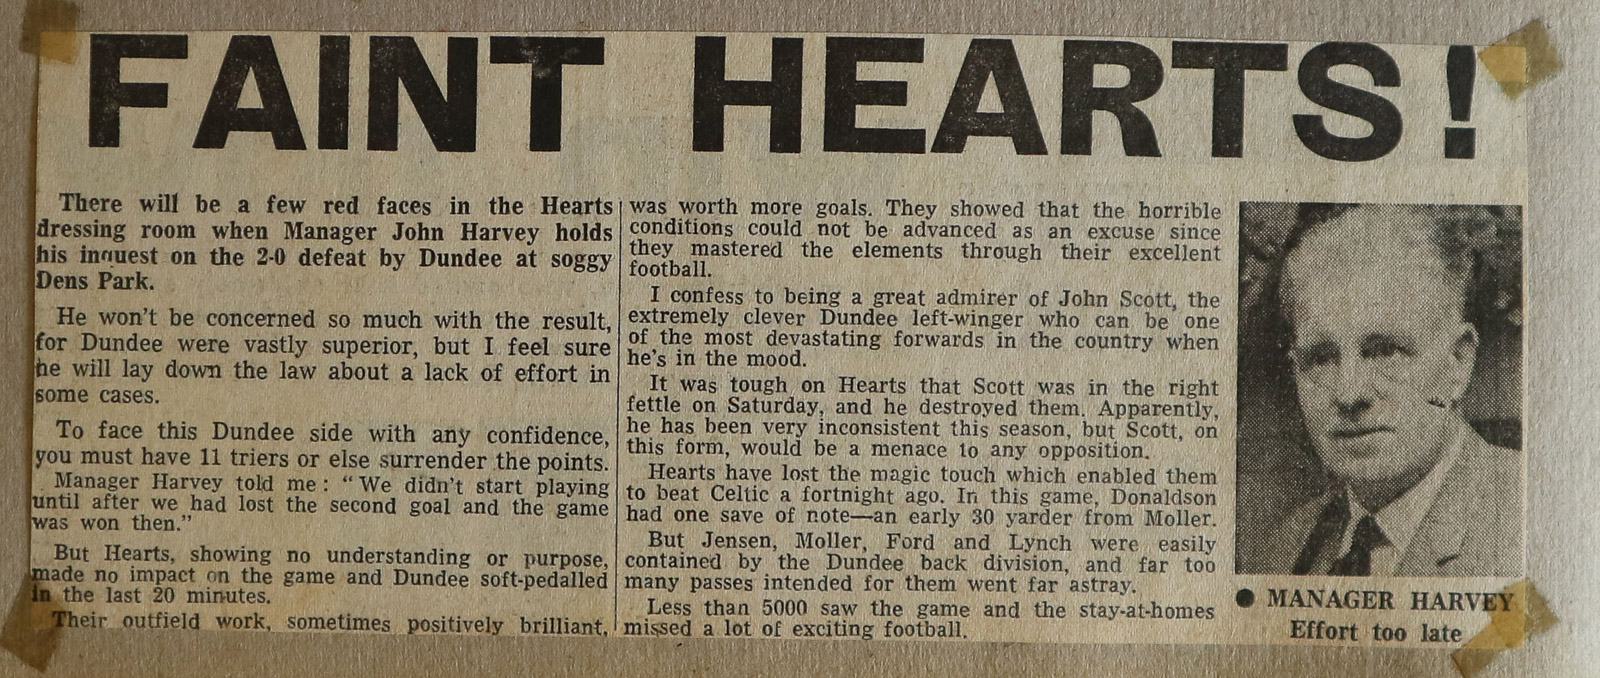 FAINT HEARTS!
There will be a few red faces in the Hearts
dressing room when Manager John Harvey holds
his inquest on the 2-0 defeat by Dundee at soggy
Dens Park.
He won't be concerned so much with the result,
for Dundee were vastly superior, but I feel sure
he will lay down the law about a lack of effort in
some cases.
To face this Dundee side with any confidence,
you must have 11 triers or else surrender the points.
Manager Harvey told me: "We didn't start playing
until after we had lost the second goal and the game
was won then."
But Hearts, showing no understanding or purpose,
made no impact on the game and Dundee soft-pedalled
in the last 20 minutes.
Their outfield work, sometimes positively brilliant,
was worth more goals. They showed that the horrible
conditions could not be advanced as an excuse since
they mastered the elements through their excellent
football.
I confess to being a great admirer of John Scott, the
extremely clever Dundee left-winger who can be one
of the most devastating forwards in the country when
he's in the mood.
It was tough on Hearts that Scott was in the right
fettle on Saturday, and he destroyed them. Apparently,
he has been very inconsistent this season, but Scott, on
this form, would be a menace to any opposition.
Hearts have lost the magic touch which enabled them
to beat Celtic a fortnight ago. In this game, Donaldson
had one save of note—an early 30 yarder from Moller.
But Jensen, Moller, Ford and Lynch were easily
contained by the Dundee back division, and far too
many passes intended for them went far astray.
Less than 5000 saw the game and the stay-at-homes
missed a lot of exciting football.
● MANAGER HARVEY
Effort too late